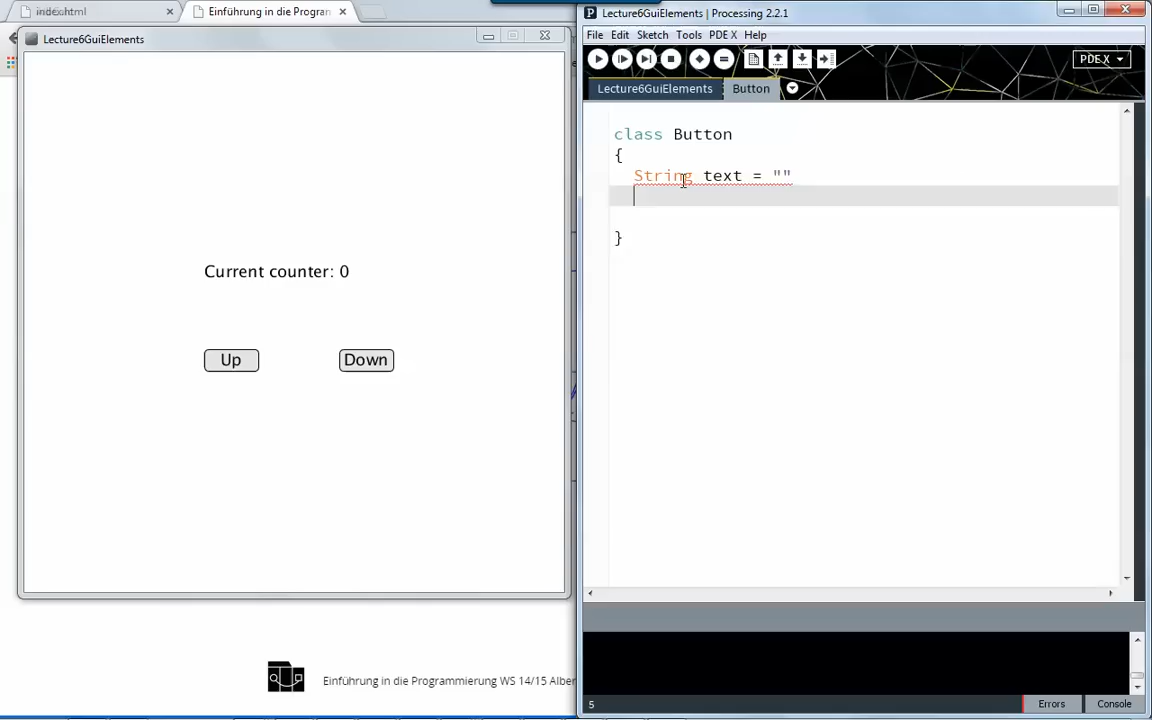 index.html
Einführung in die Progran
Lecture6GuiElements
Current counter: 0
Up
Down
Einführung in die Programmierung WS 14/15 Alber
Lecture6GuiElements | Processing 2.2.1
File Edit Sketch Tools PDE X Help
PDE X
Lecture6GuiElements Button
class Button
{
String text = ""
}
5
Errors Console